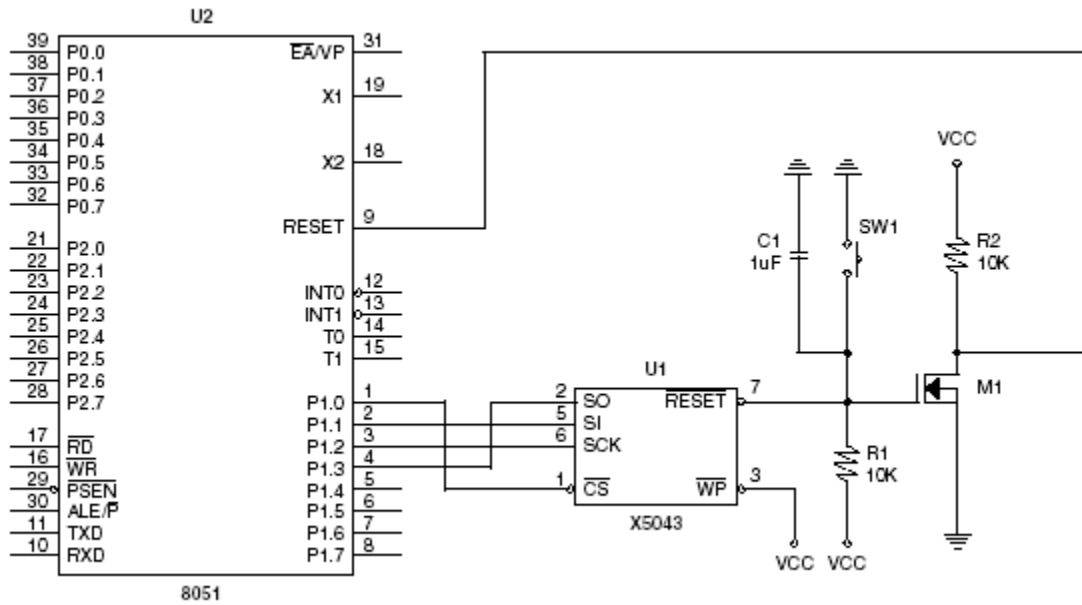 U2
39 P0.0 EA/VP 31
38 P0.1
37 P0.2 X1 19
36 P0.3
35 P0.4
34 P0.5 X2 18
33 P0.6
32 P0.7
RESET 9
21 P2.0
22 P2.1
23 P2.2 INT0 12
24 P2.3 INT1 13
25 P2.4 T0 14
26 P2.5 T1 15
27 P2.6
28 P2.7 P1.0 1
P1.1 2
17 RD P1.2 3
16 WR P1.3 4
29 PSEN P1.4 5
30 ALE/P P1.5 6
11 TXD P1.6 7
10 RXD P1.7 8
8051
U1
2 SO RESET 7
5 SI
6 SCK
1 CS WP 3
X5043
C1
1uF
SW1
VCC
R2
10K
M1
R1
10K
VCC VCC